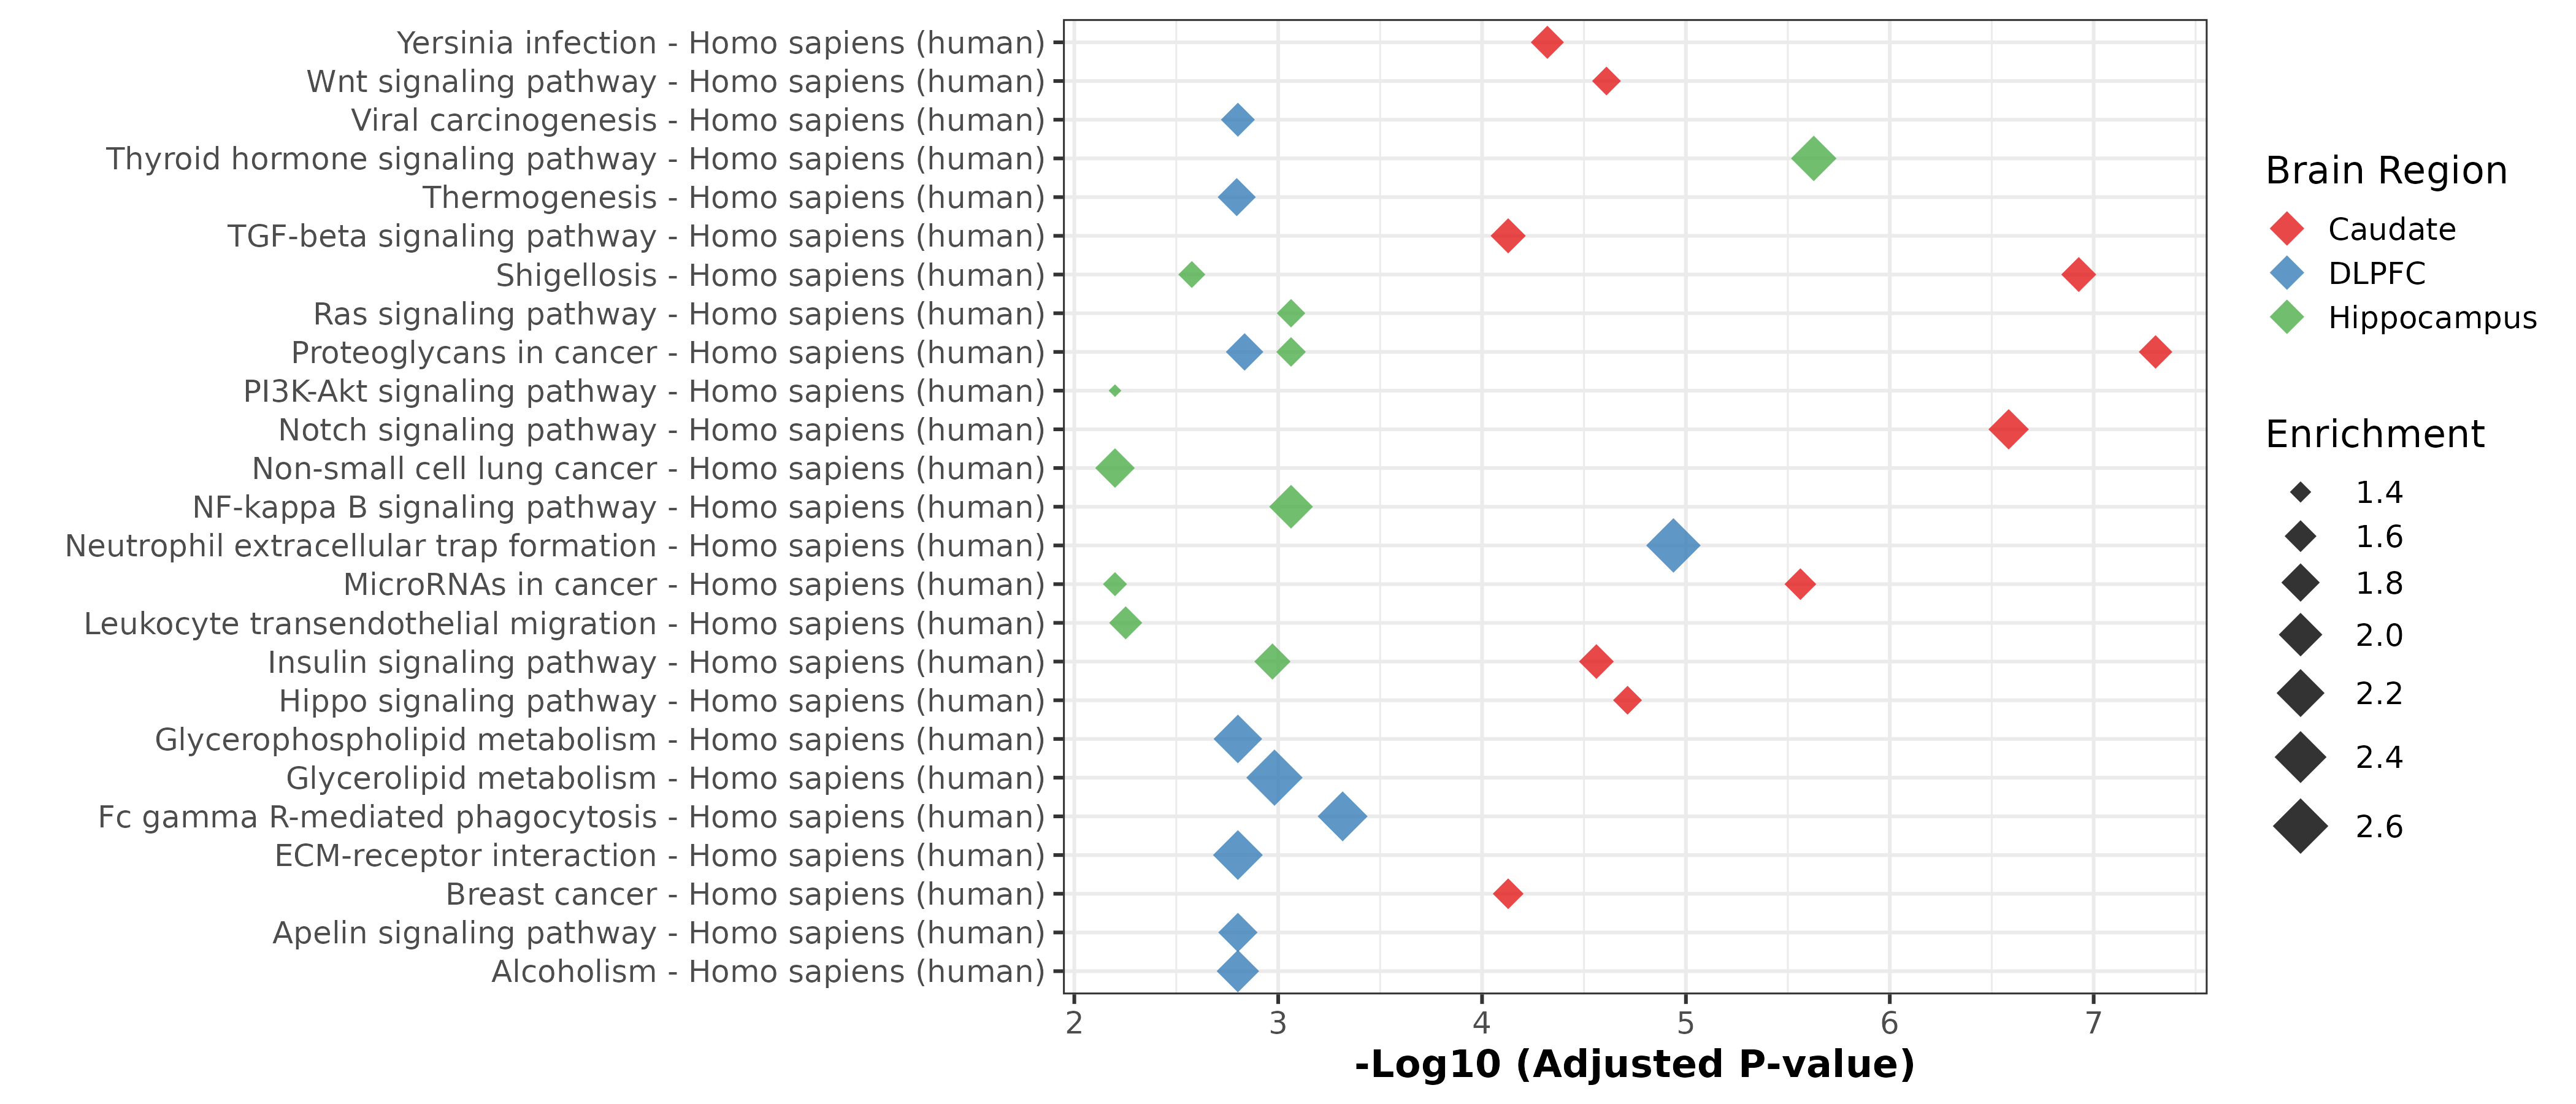 Yersinia infection - Homo sapiens (human)
Wnt signaling pathway - Homo sapiens (human)
Viral carcinogenesis - Homo sapiens (human)
Thyroid hormone signaling pathway - Homo sapiens (human)
Thermogenesis - Homo sapiens (human)
TGF-beta signaling pathway - Homo sapiens (human)
Shigellosis - Homo sapiens (human)
Ras signaling pathway - Homo sapiens (human)
Proteoglycans in cancer - Homo sapiens (human)
PI3K-Akt signaling pathway - Homo sapiens (human)
Notch signaling pathway - Homo sapiens (human)
Non-small cell lung cancer - Homo sapiens (human)
NF-kappa B signaling pathway - Homo sapiens (human)
Neutrophil extracellular trap formation - Homo sapiens (human)
MicroRNAs in cancer - Homo sapiens (human)
Leukocyte transendothelial migration - Homo sapiens (human)
Insulin signaling pathway - Homo sapiens (human)
Hippo signaling pathway - Homo sapiens (human)
Glycerophospholipid metabolism - Homo sapiens (human)
Glycerolipid metabolism - Homo sapiens (human)
Fc gamma R-mediated phagocytosis - Homo sapiens (human)
ECM-receptor interaction - Homo sapiens (human)
Breast cancer - Homo sapiens (human)
Apelin signaling pathway - Homo sapiens (human)
Alcoholism - Homo sapiens (human)
2 3 4 5 6 7
-Log10 (Adjusted P-value)
Brain Region
Caudate
DLPFC
Hippocampus
Enrichment
1.4
1.6
1.8
2.0
2.2
2.4
2.6